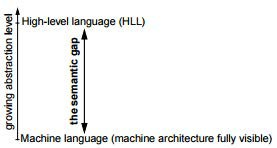 High-level language (HLL)
growing abstraction level
the semantic gap
Machine language (machine architecture fully visible)